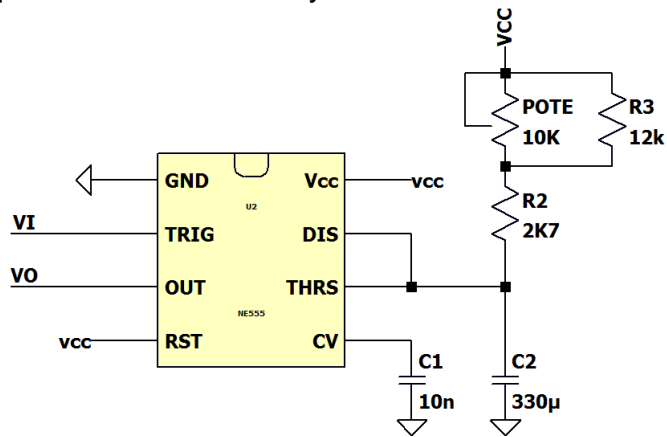 VCC
POTE
10K
R3
12k
GND
Vcc
vcc
U2
R2
2K7
VI
TRIG
DIS
VO
OUT
THRS
NE555
vcc
RST
CV
C1
10n
C2
330µ